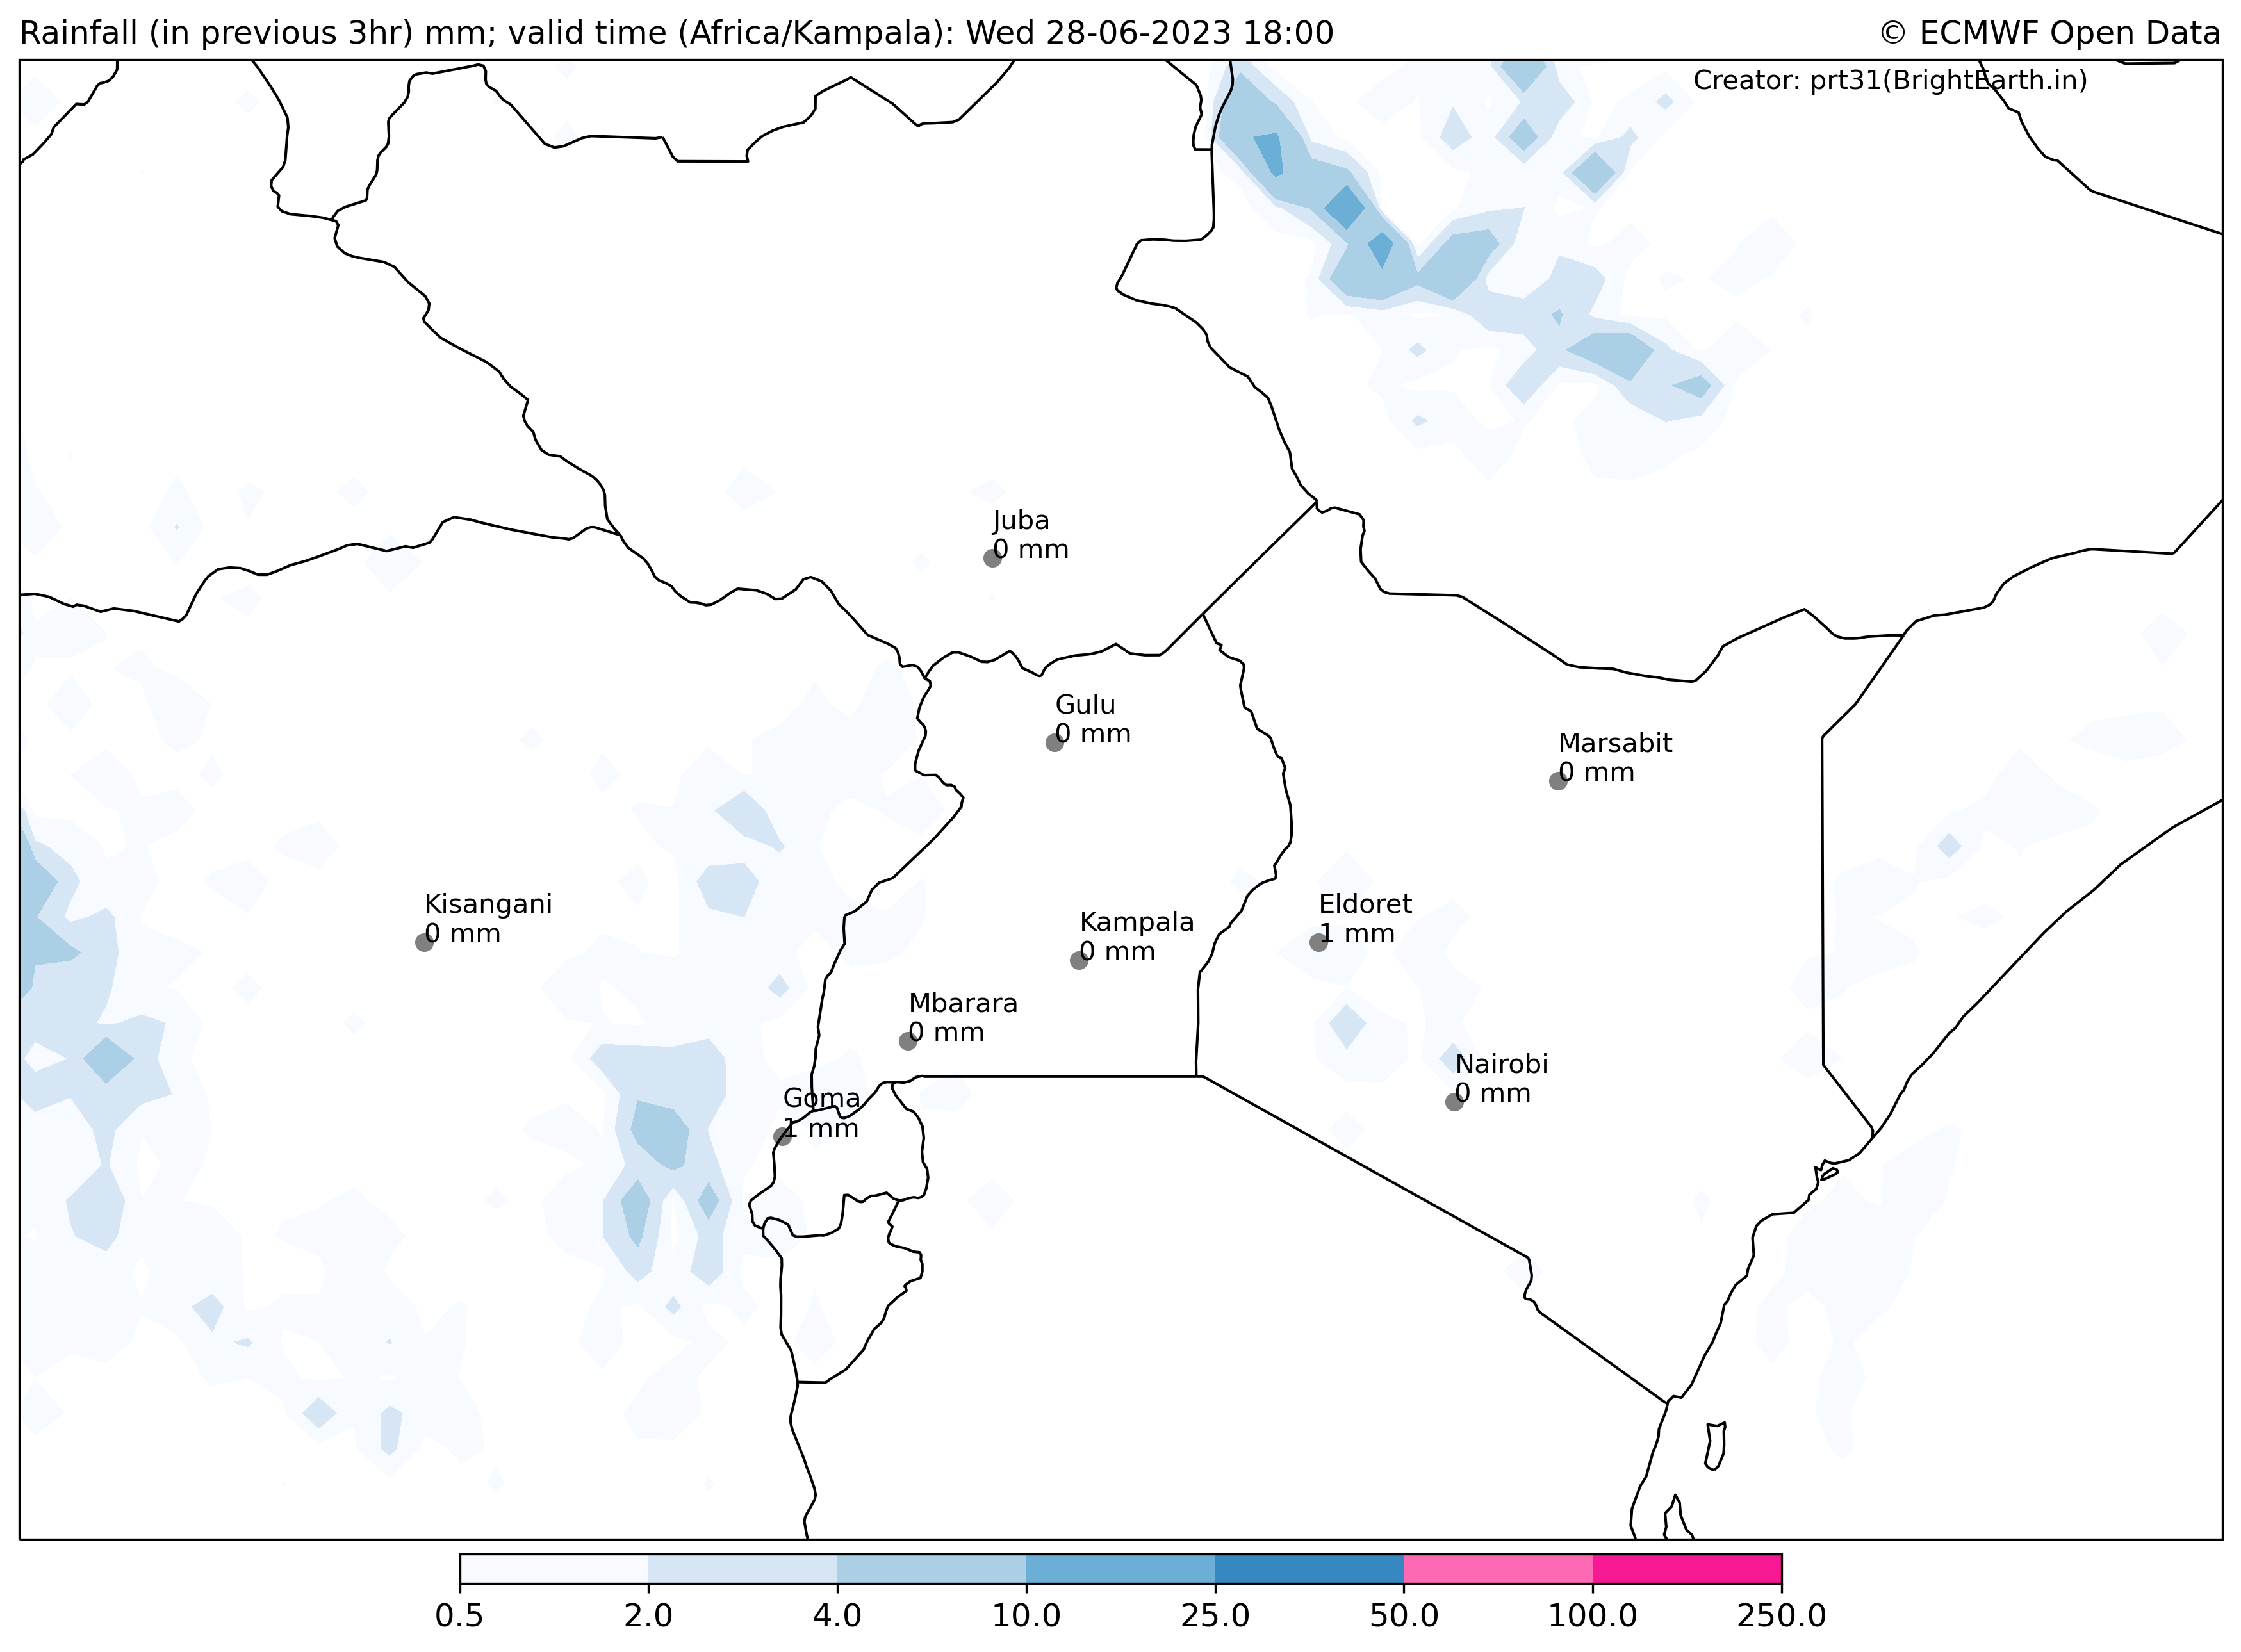 Rainfall (in previous 3hr) mm; valid time (Africa/Kampala): Wed 28-06-2023 18:00
© ECMWF Open Data
Creator: prt31(BrightEarth.in)
Juba
0 mm
Gulu
0 mm
Marsabit
0 mm
Kisangani
0 mm
Eldoret
1 mm
Kampala
0 mm
Mbarara
0 mm
Nairobi
0 mm
Goma
1 mm
0.5 2.0 4.0 10.0 25.0 50.0 100.0 250.0